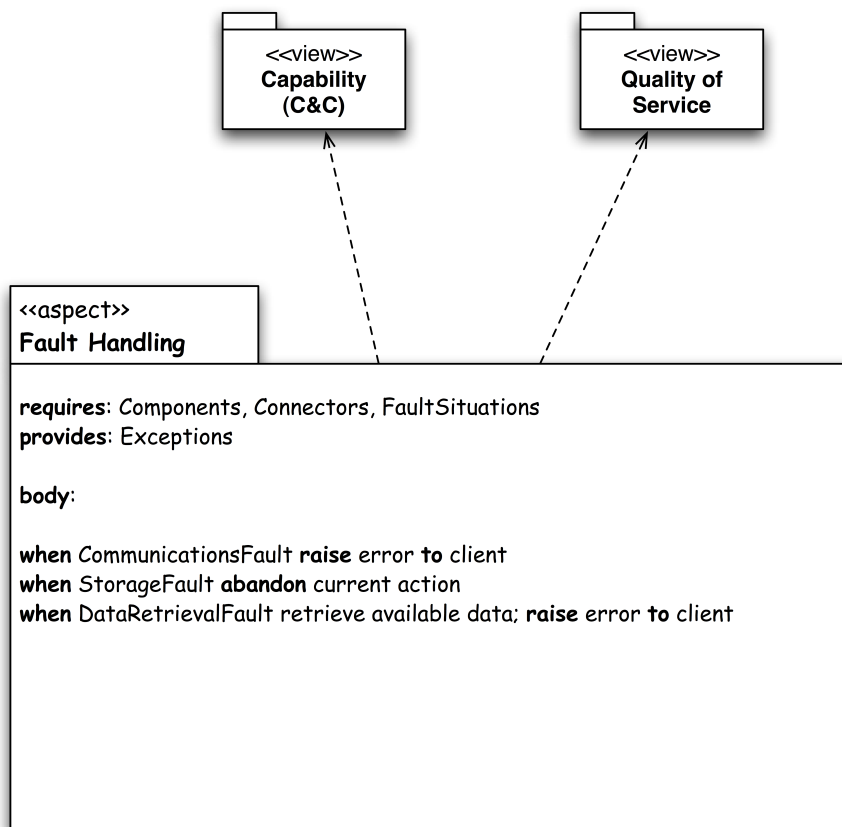 <<view>>
Capability
(C&C)
<<view>>
Quality of
Service
<<aspect>>
Fault Handling
requires: Components, Connectors, FaultSituations
provides: Exceptions
body:
when CommunicationsFault raise error to client
when StorageFault abandon current action
when DataRetrievalFault retrieve available data; raise error to client